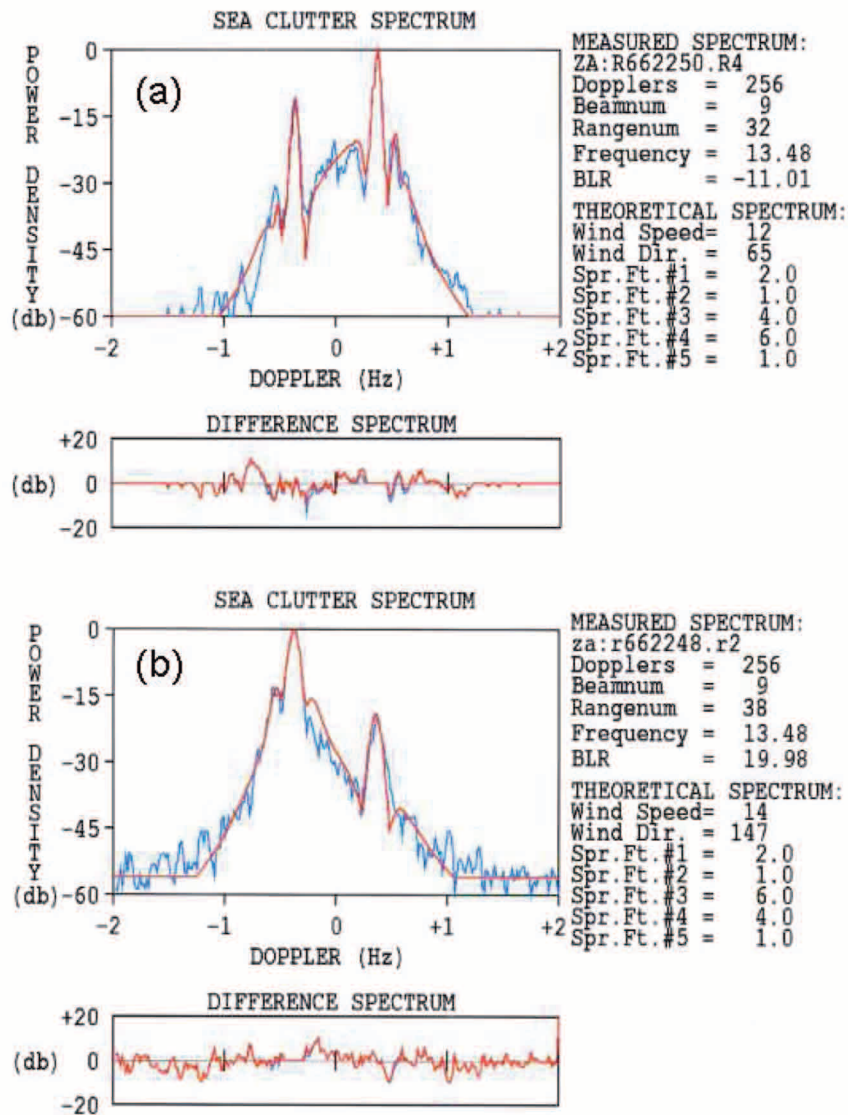 SEA CLUTTER SPECTRUM
POWER DENSITY
(db)
0
-15
-30
-45
-60
(a)
-2
-1
0
+1
+2
DOPPLER (Hz)
MEASURED SPECTRUM:
ZA:R662250.R4
Dopplers = 256
Beamnum = 9
Rangenum = 32
Frequency = 13.48
BLR = -11.01
THEORETICAL SPECTRUM:
Wind Speed= 12
Wind Dir. = 65
Spr.Ft.#1 = 2.0
Spr.Ft.#2 = 1.0
Spr.Ft.#3 = 4.0
Spr.Ft.#4 = 6.0
Spr.Ft.#5 = 1.0
DIFFERENCE SPECTRUM
+20
(db) 0
-20
SEA CLUTTER SPECTRUM
POWER DENSITY
(db)
0
-15
-30
-45
-60
(b)
-2
-1
0
+1
+2
DOPPLER (Hz)
MEASURED SPECTRUM:
za:r662248.r2
Dopplers = 256
Beamnum = 9
Rangenum = 38
Frequency = 13.48
BLR = 19.98
THEORETICAL SPECTRUM:
Wind Speed= 14
Wind Dir. = 147
Spr.Ft.#1 = 2.0
Spr.Ft.#2 = 1.0
Spr.Ft.#3 = 6.0
Spr.Ft.#4 = 4.0
Spr.Ft.#5 = 1.0
DIFFERENCE SPECTRUM
+20
(db) 0
-20